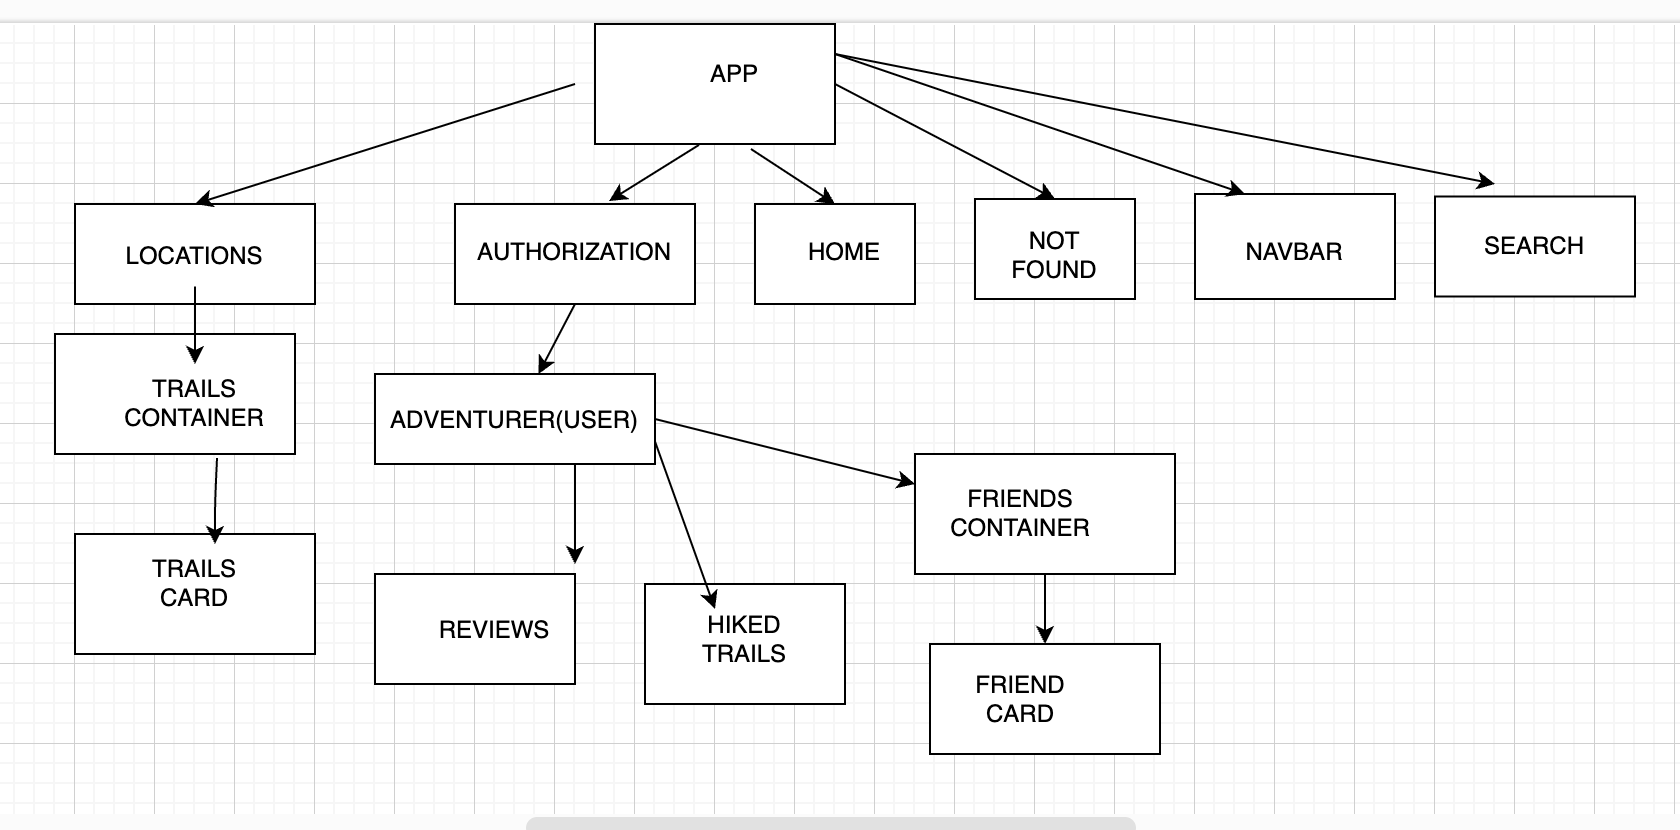 APP
LOCATIONS
AUTHORIZATION
HOME
NOT
FOUND
NAVBAR
SEARCH
TRAILS
CONTAINER
ADVENTURER(USER)
FRIENDS
CONTAINER
TRAILS
CARD
REVIEWS
HIKED
TRAILS
FRIEND
CARD